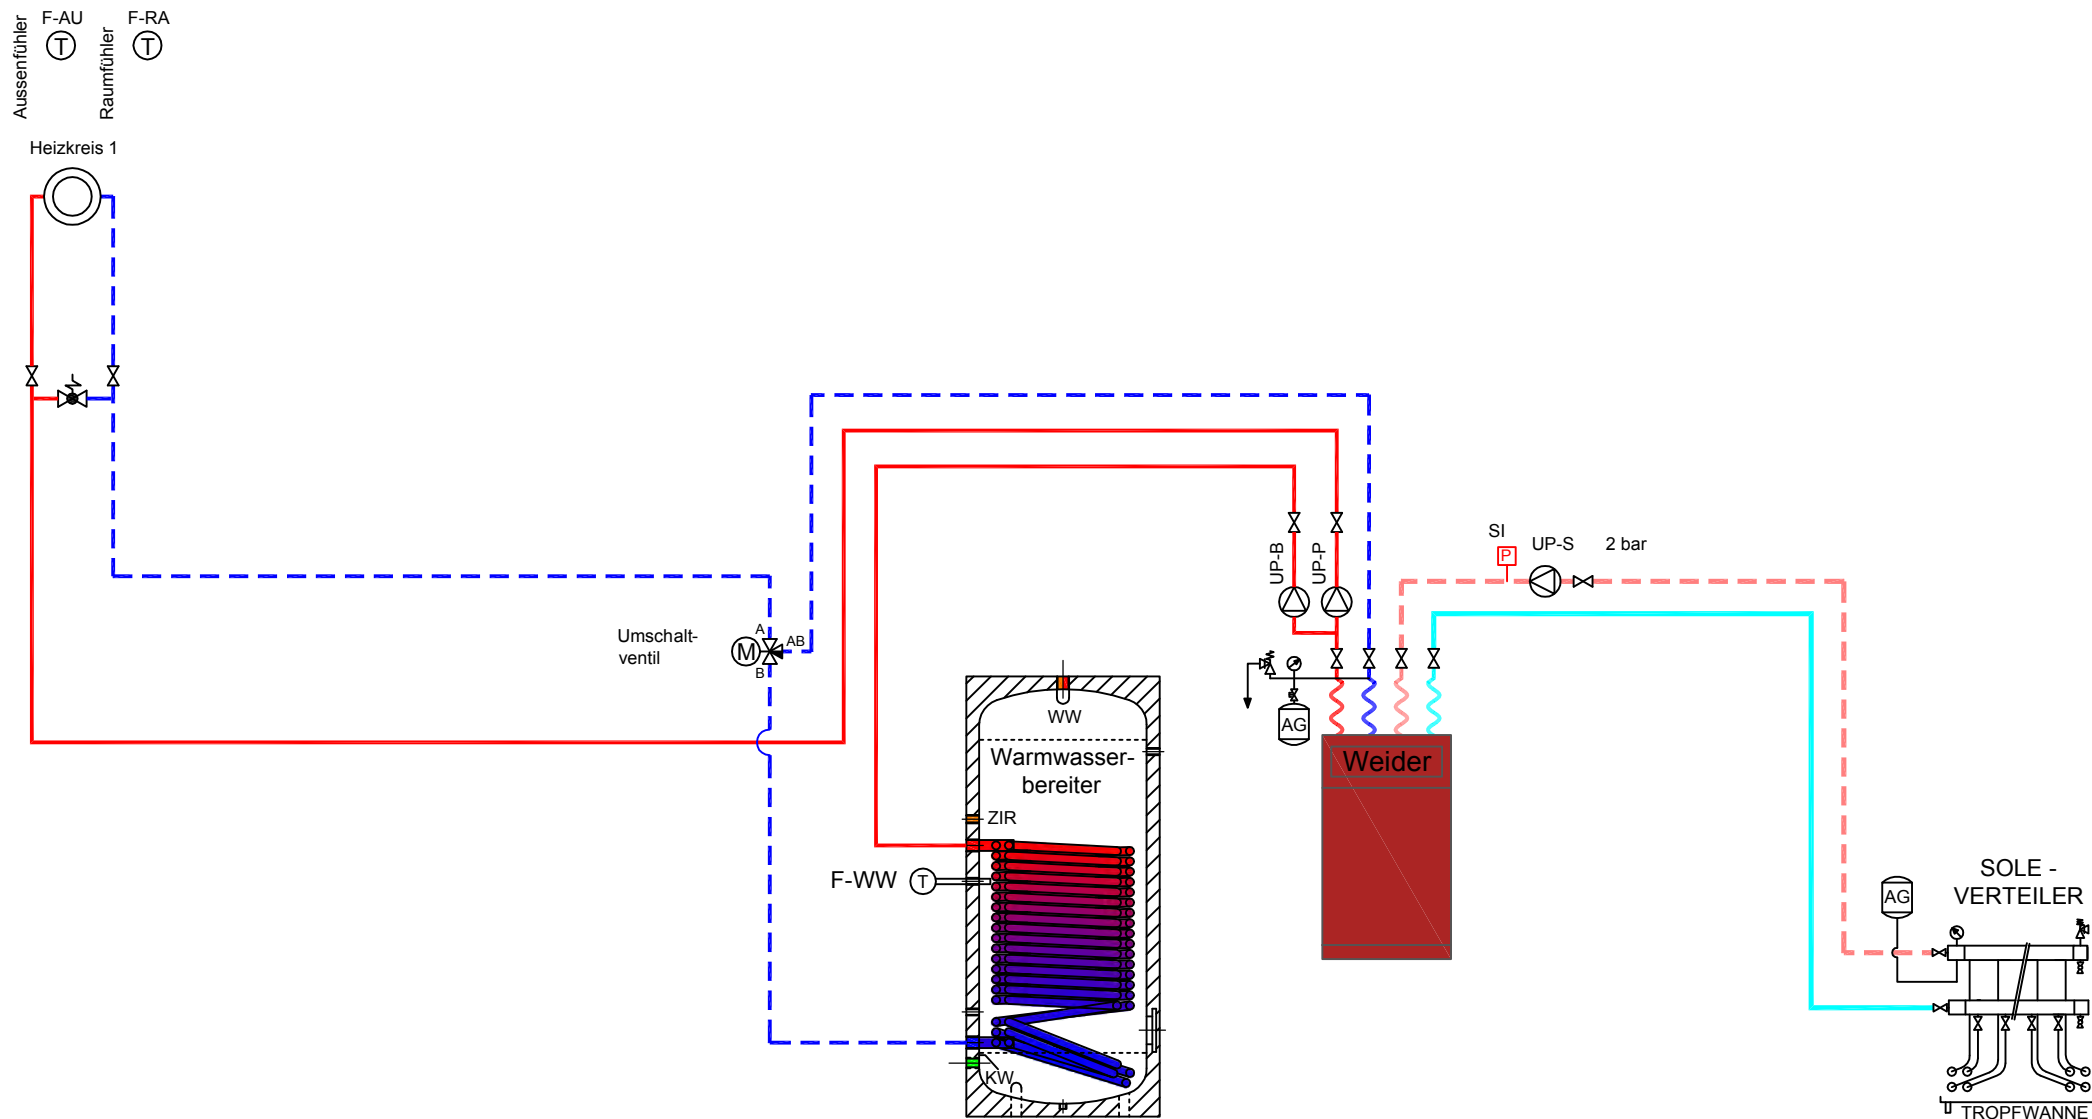 Aussenfühler
F-AU
T
Raumfühler
F-RA
T
Heizkreis 1
UP-B
UP-P
SI
P
UP-S
2 bar
Umschalt-
ventil
M
A
AB
B
AG
WW
Warmwasser-
bereiter
Weider
ZIR
F-WW
T
KW
AG
SOLE -
VERTEILER
TROPFWANNE